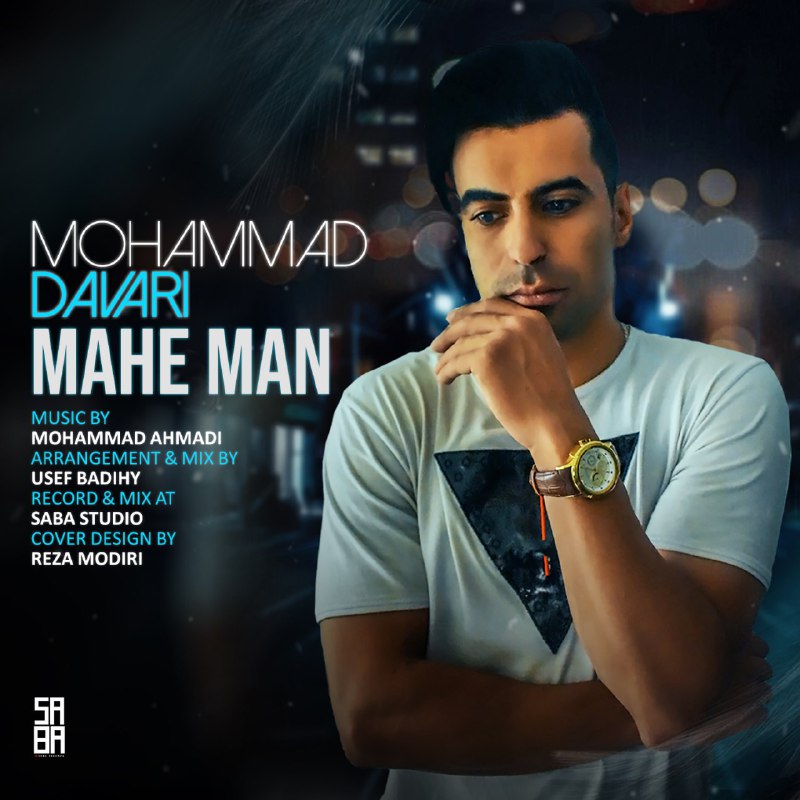 MOHAMMAD
DAVARI
MAHE MAN
MUSIC BY
MOHAMMAD AHMADI
ARRANGEMENT & MIX BY
USEF BADIHY
RECORD & MIX AT
SABA STUDIO
COVER DESIGN BY
REZA MODIRI
SA
BA